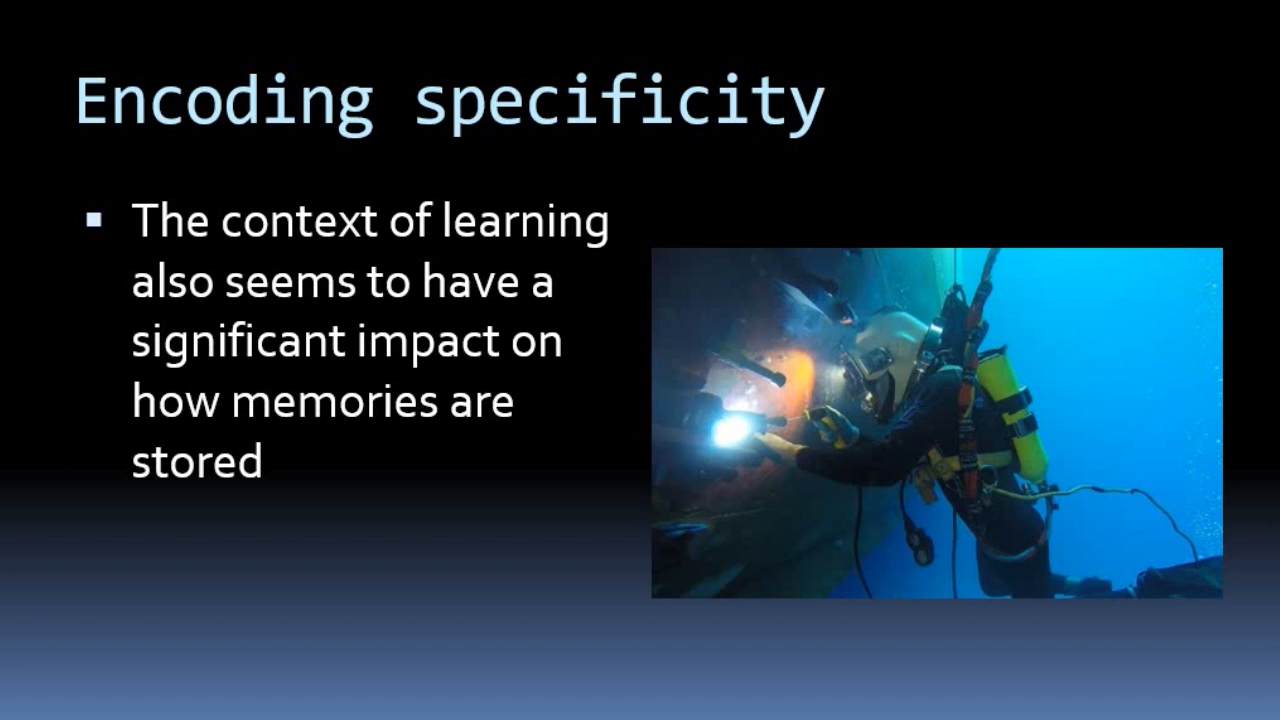 Encoding specificity
▪ The context of learning
also seems to have a
significant impact on
how memories are
stored